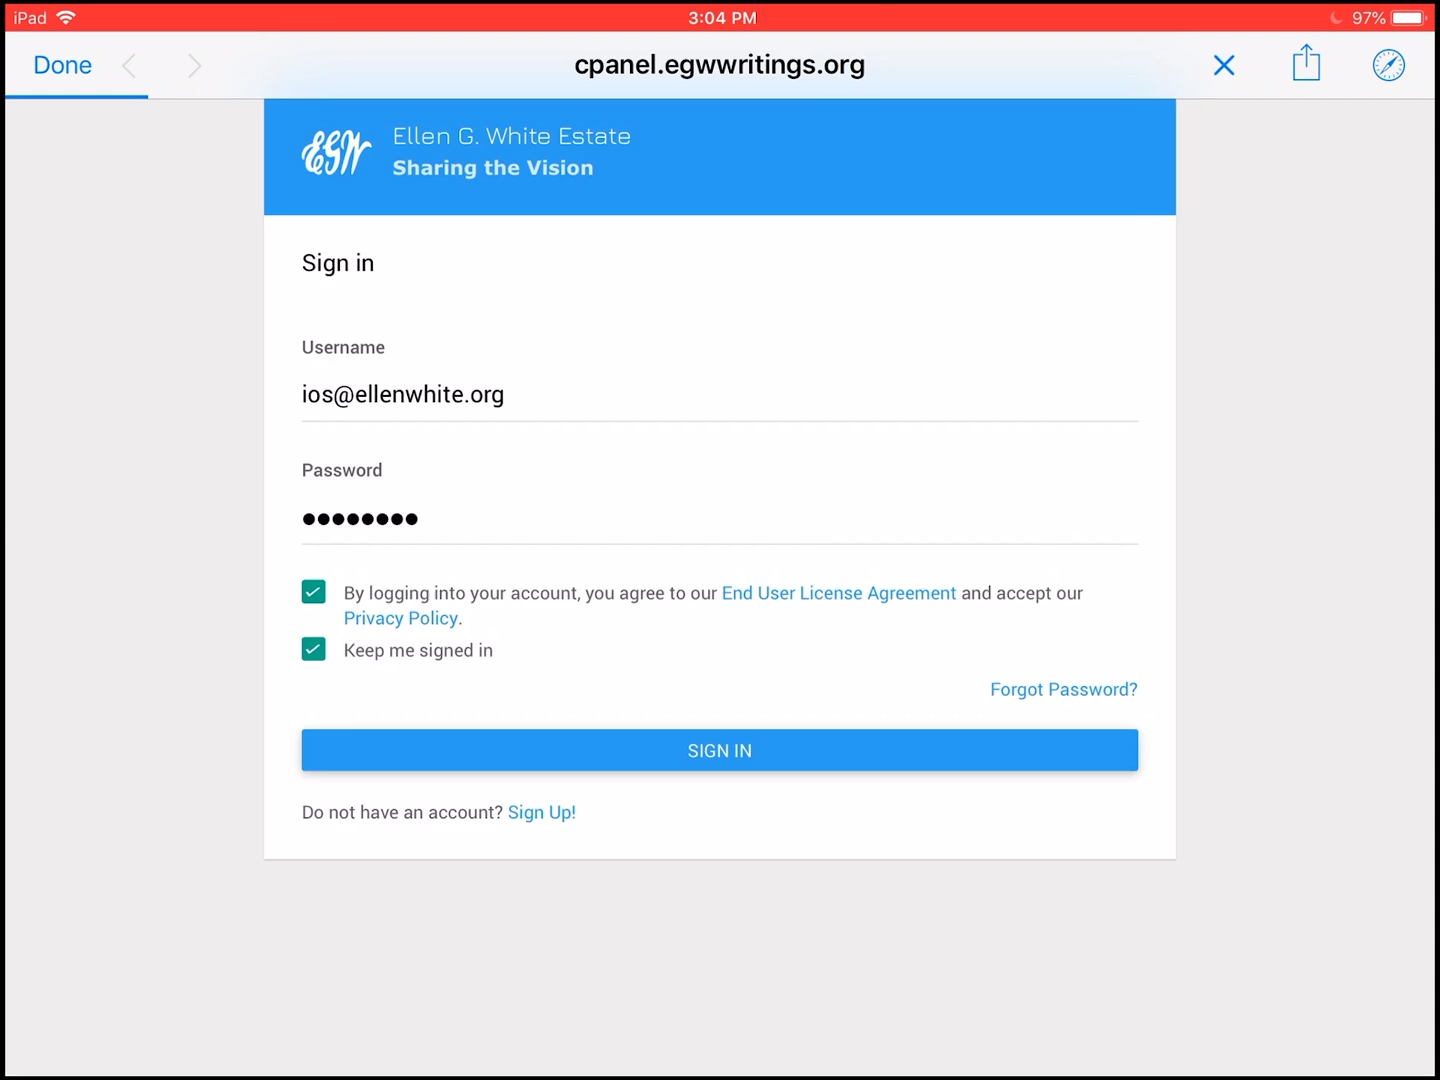 iPad 3:04 PM 97%
Done cpanel.egwwritings.org
EGW Ellen G. White Estate
Sharing the Vision
Sign in
Username
ios@ellenwhite.org
Password
By logging into your account, you agree to our End User License Agreement and accept our
Privacy Policy.
Keep me signed in
Forgot Password?
SIGN IN
Do not have an account? Sign Up!